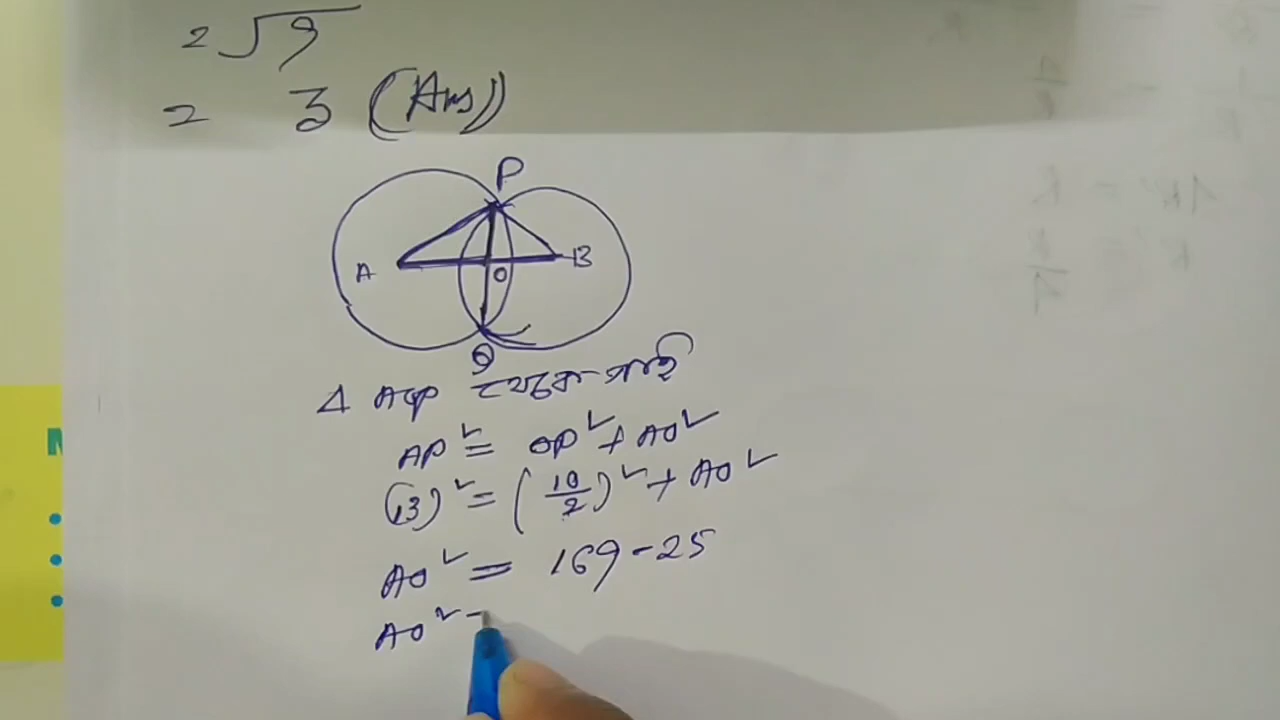 = √9
= 3 (Ans)
P
A O B
Q
Δ AOP থেকে পাই
AP² = OP² + AO²
(13)² = (10/2)² + AO²
AO² = 169 - 25
AO² =
M